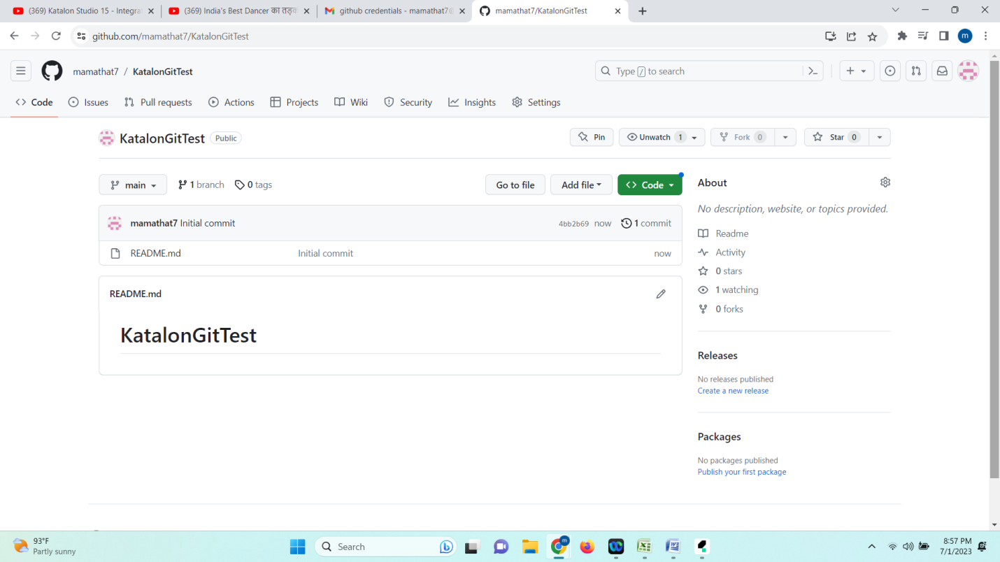 (369) Katalon Studio 15 - Integra
(369) India's Best Dancer का तड़क
github credentials - mamathat7@
mamathat7/KatalonGitTest
github.com/mamathat7/KatalonGitTest
m
mamathat7 / KatalonGitTest
Type / to search
Code
Issues
Pull requests
Actions
Projects
Wiki
Security
Insights
Settings
KatalonGitTest Public
Pin
Unwatch 1
Fork 0
Star 0
main
1 branch
0 tags
Go to file
Add file
Code
mamathat7 Initial commit
4bb2b69 now
1 commit
README.md
Initial commit
now
README.md
KatalonGitTest
About
No description, website, or topics provided.
Readme
Activity
0 stars
1 watching
0 forks
Releases
No releases published
Create a new release
Packages
No packages published
Publish your first package
93°F
Partly sunny
Search
m
8:57 PM
7/1/2023